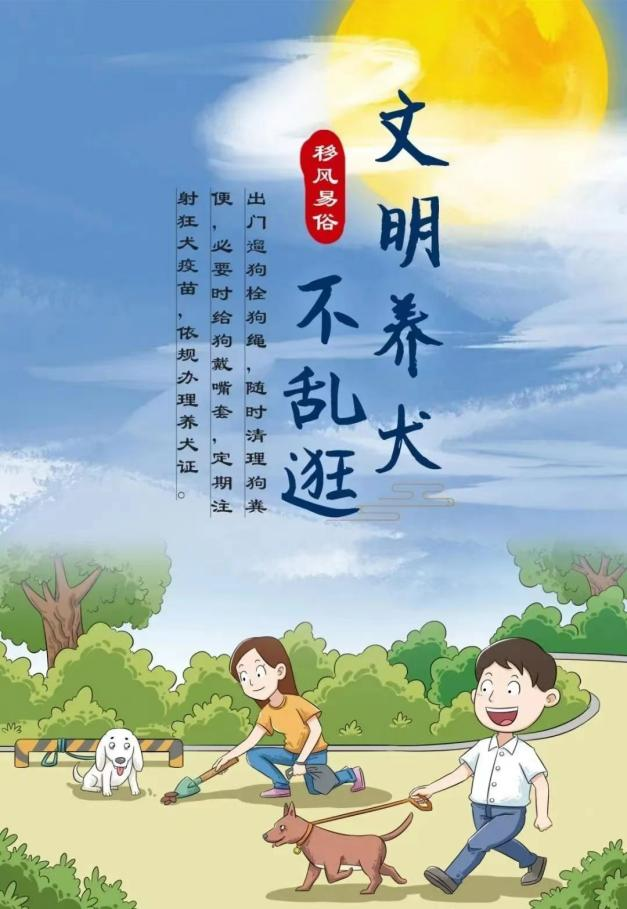 文明养犬
不乱逛
移风易俗
出门遛狗栓狗绳，随时清理狗粪
便，必要时给狗戴嘴套，定期注
射狂犬疫苗，依规办理养犬证。